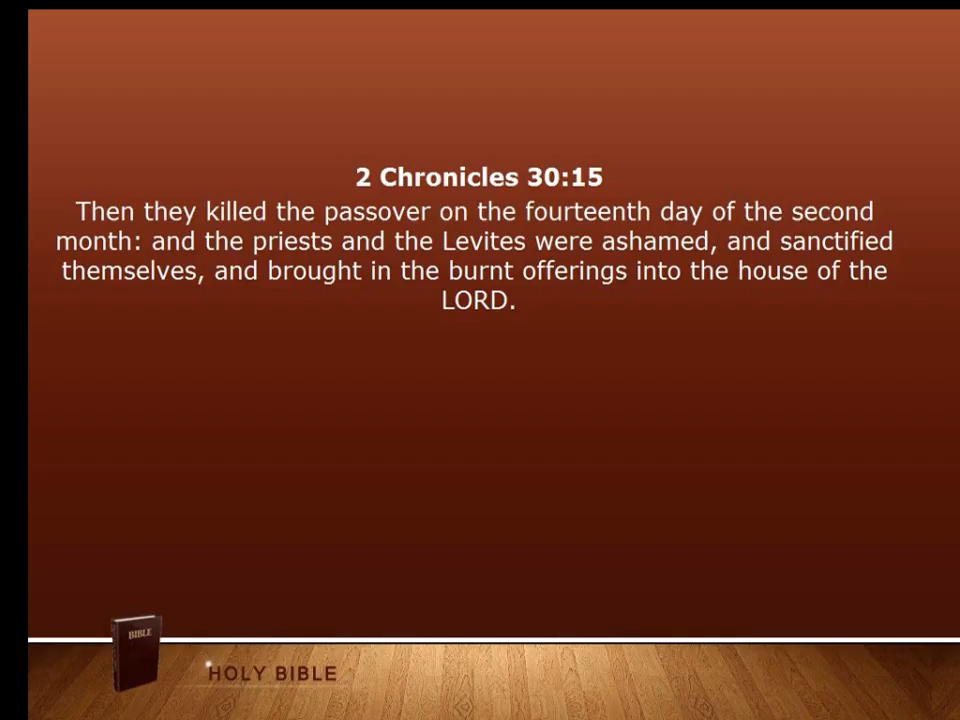 2 Chronicles 30:15
Then they killed the passover on the fourteenth day of the second
month: and the priests and the Levites were ashamed, and sanctified
themselves, and brought in the burnt offerings into the house of the
LORD.
BIBLE
HOLY BIBLE